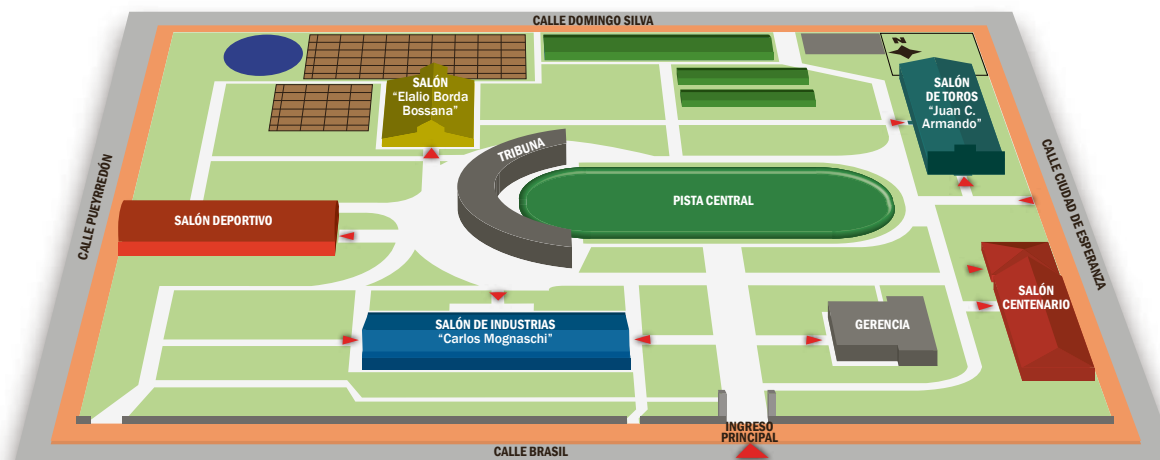 CALLE DOMINGO SILVA
N
SALÓN
"Elalio Borda
Bossana"
SALÓN
DE TOROS
"Juan C.
Armando"
TRIBUNA
CALLE PUEYRREDÓN
CALLE CIUDAD DE ESPERANZA
PISTA CENTRAL
SALÓN DEPORTIVO
SALÓN
CENTENARIO
SALÓN DE INDUSTRIAS
"Carlos Mognaschi"
GERENCIA
INGRESO
PRINCIPAL
CALLE BRASIL